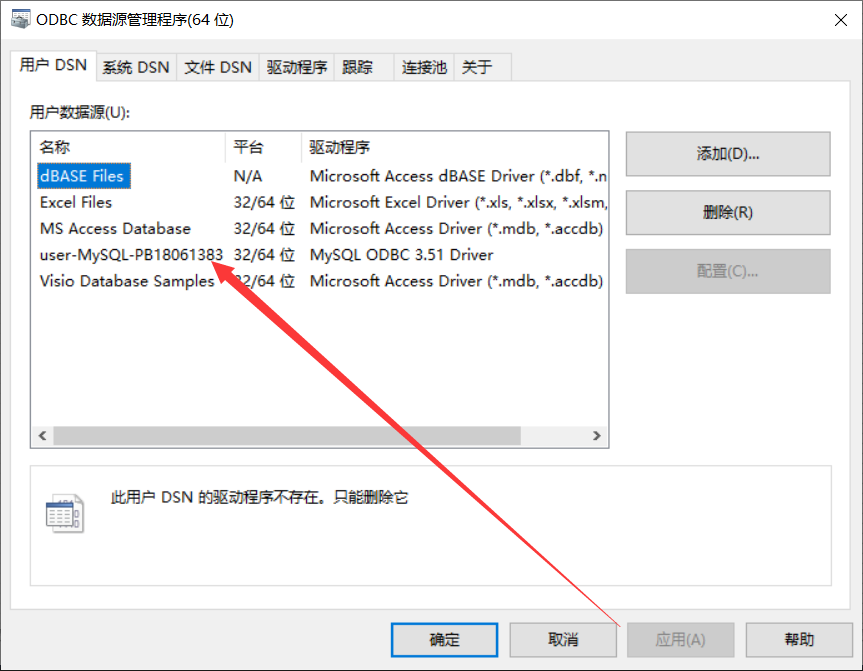 ODBC 数据源管理程序(64 位)
用户 DSN 系统 DSN 文件 DSN 驱动程序 跟踪 连接池 关于
用户数据源(U):
名称 平台 驱动程序
dBASE Files N/A Microsoft Access dBASE Driver (*.dbf, *.n
Excel Files 32/64 位 Microsoft Excel Driver (*.xls, *.xlsx, *.xlsm,
MS Access Database 32/64 位 Microsoft Access Driver (*.mdb, *.accdb)
user-MySQL-PB18061383 32/64 位 MySQL ODBC 3.51 Driver
Visio Database Samples 32/64 位 Microsoft Access Driver (*.mdb, *.accdb)
添加(D)...
删除(R)
配置(C)...
此用户 DSN 的驱动程序不存在。只能删除它
确定 取消 应用(A) 帮助